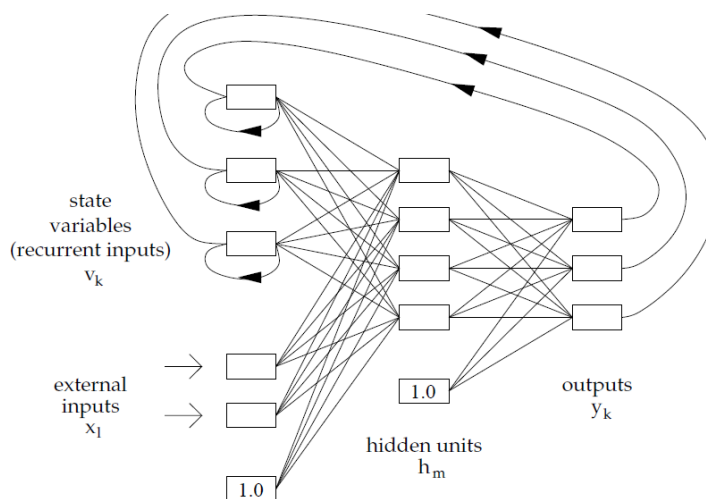 state
variables
(recurrent inputs)
v_k
external
inputs
x_l
1.0
1.0
hidden units
h_m
outputs
y_k